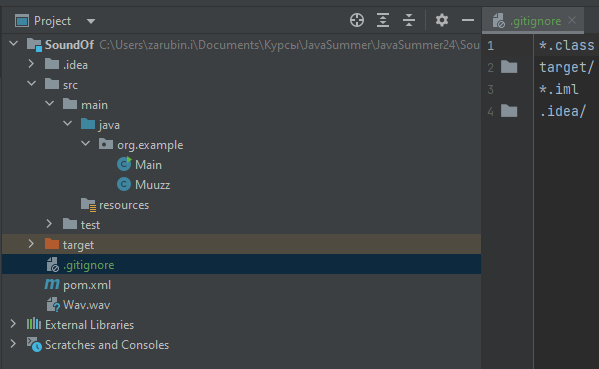 Project
.gitignore
SoundOf C:\Users\zarubin.i\Documents\Курсы\JavaSummer\JavaSummer24\Sou
.idea
src
main
java
org.example
Main
Muuzz
resources
test
target
.gitignore
pom.xml
Wav.wav
External Libraries
Scratches and Consoles
1 *.class
2 target/
3 *.iml
4 .idea/